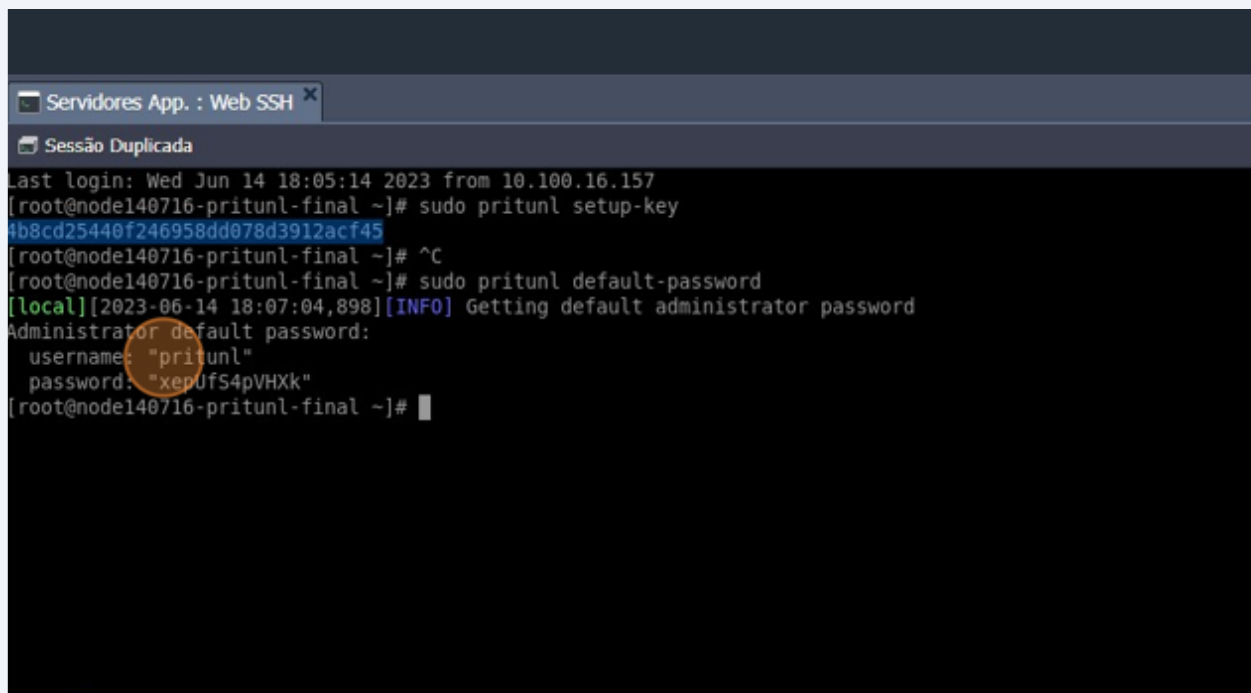 Servidores App. : Web SSH ×
Sessão Duplicada
Last login: Wed Jun 14 18:05:14 2023 from 10.100.16.157
[root@node140716-pritunl-final ~]# sudo pritunl setup-key
4b8cd25440f246958dd078d3912acf45
[root@node140716-pritunl-final ~]# ^C
[root@node140716-pritunl-final ~]# sudo pritunl default-password
[local][2023-06-14 18:07:04,898][INFO] Getting default administrator password
Administrator default password:
  username: "pritunl"
  password: "xepUfS4pVHXk"
[root@node140716-pritunl-final ~]#